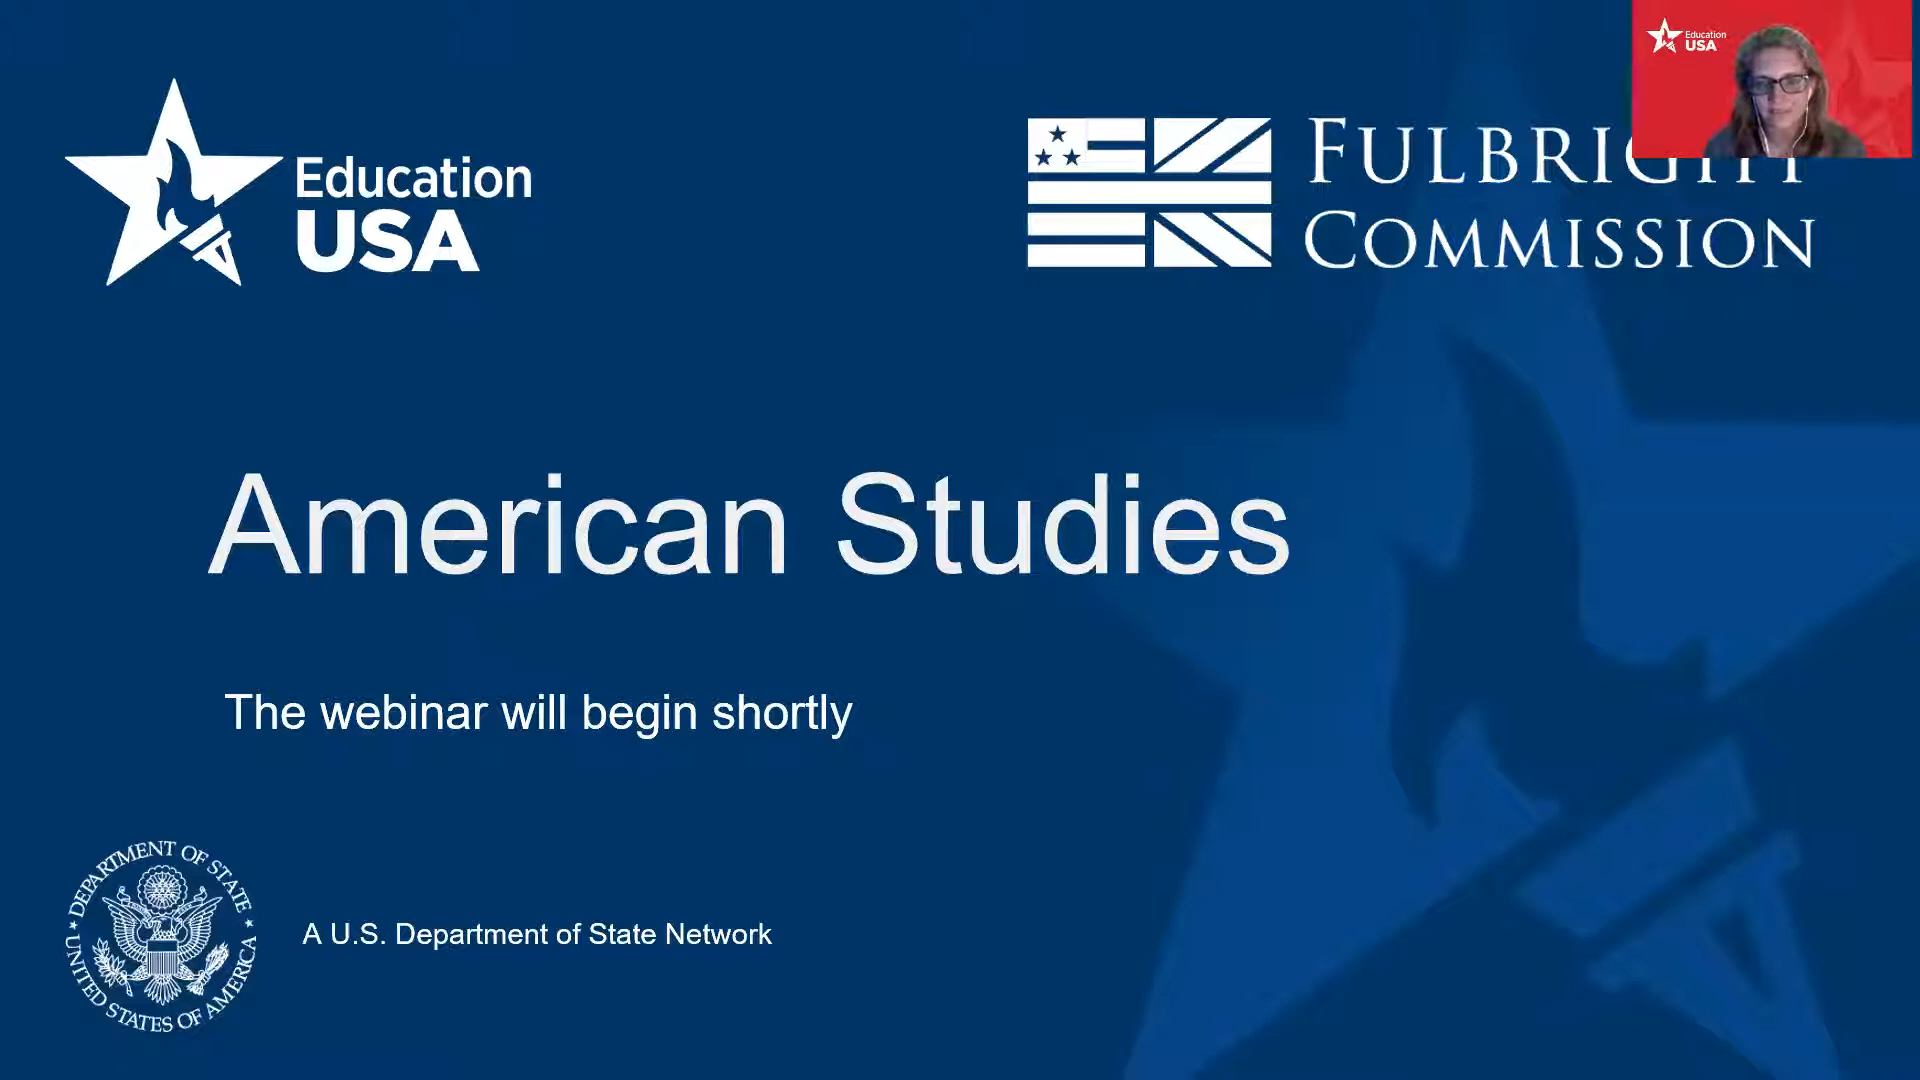 Education
USA
Education
USA
FULBRIGHT
COMMISSION
American Studies
The webinar will begin shortly
DEPARTMENT OF STATE
UNITED STATES OF AMERICA
A U.S. Department of State Network